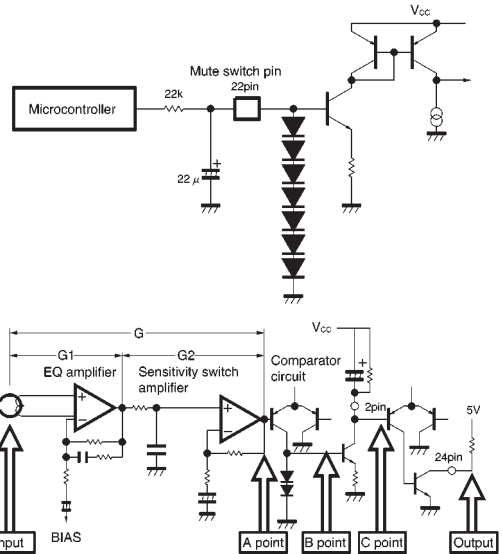 Vcc
Mute switch pin
22k
22pin
Microcontroller
+
22 μ
G
G1
G2
EQ amplifier
Sensitivity switch
amplifier
Comparator
circuit
Vcc
+
2pin
5V
+
−
+
−
24pin
BIAS
nput
A point
B point
C point
Output